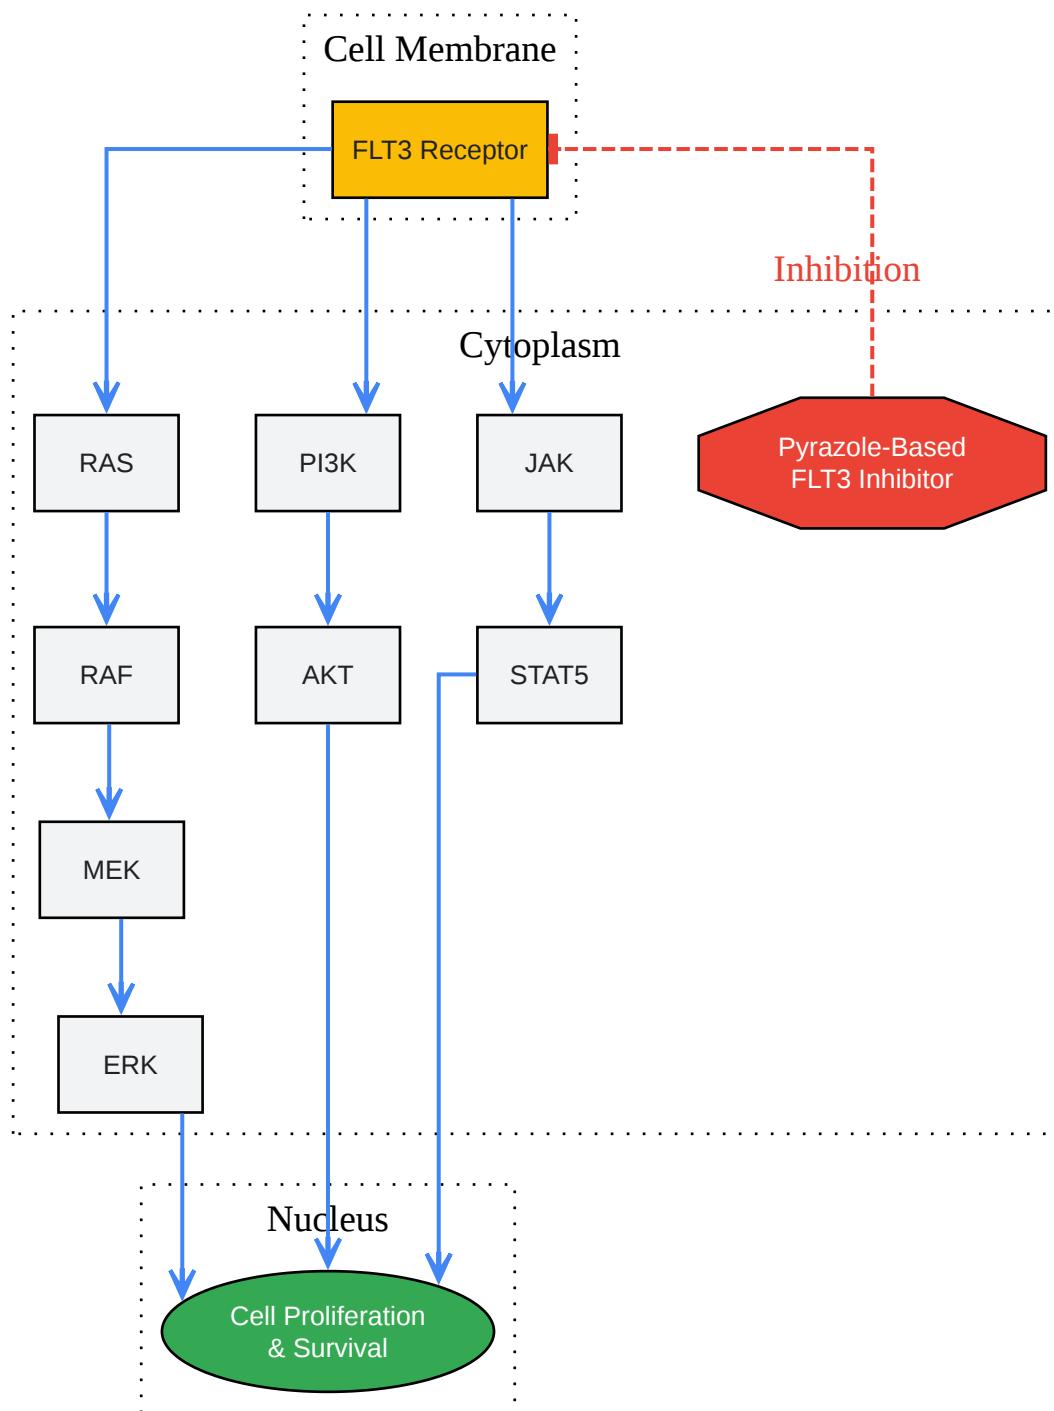 Cell Membrane
FLT3 Receptor
Inhibition
Cytoplasm
RAS
PI3K
JAK
Pyrazole-Based
FLT3 Inhibitor
RAF
AKT
STAT5
MEK
ERK
Nucleus
Cell Proliferation
& Survival